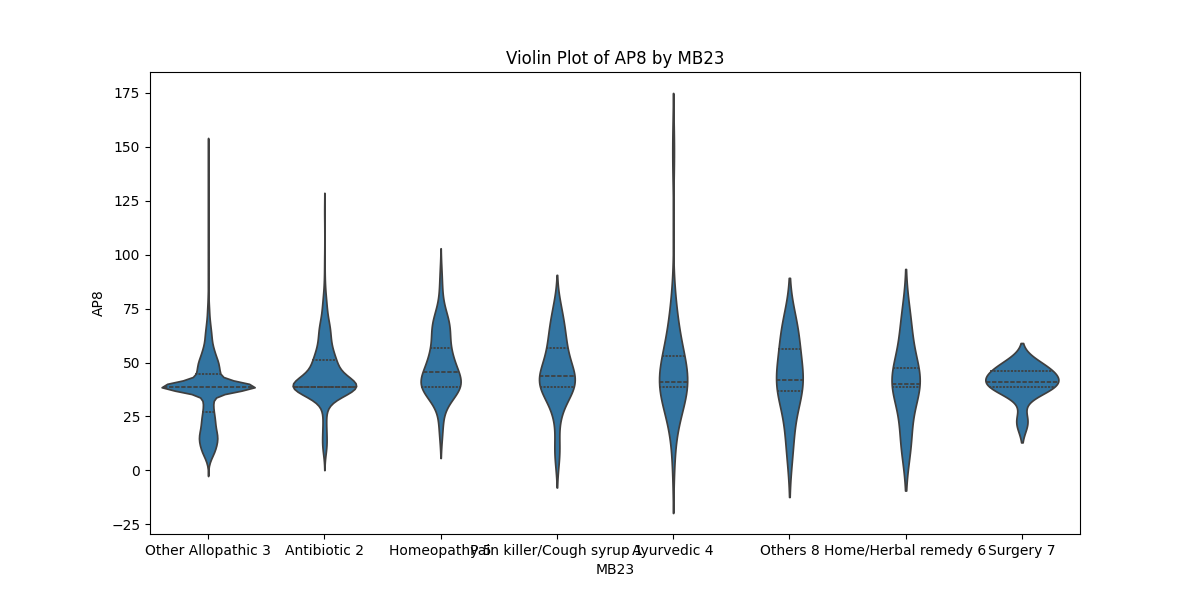 Violin Plot of AP8 by MB23
175
150
125
100
75
50
25
0
−25
AP8
Other Allopathic 3
Antibiotic 2
Homeopathy 5
Pain killer/Cough syrup 1
Ayurvedic 4
Others 8
Home/Herbal remedy 6
Surgery 7
MB23